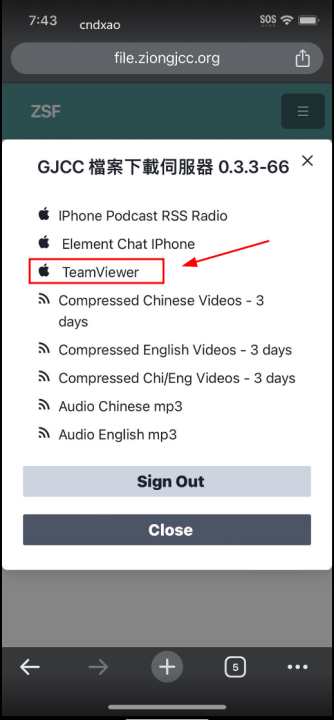 7:43
cndxao
SOS
file.ziongjcc.org
ZSF
GJCC 檔案下載伺服器 0.3.3-66
IPhone Podcast RSS Radio
Element Chat IPhone
TeamViewer
Compressed Chinese Videos - 3
days
Compressed English Videos - 3 days
Compressed Chi/Eng Videos - 3 days
Audio Chinese mp3
Audio English mp3
Sign Out
Close
5